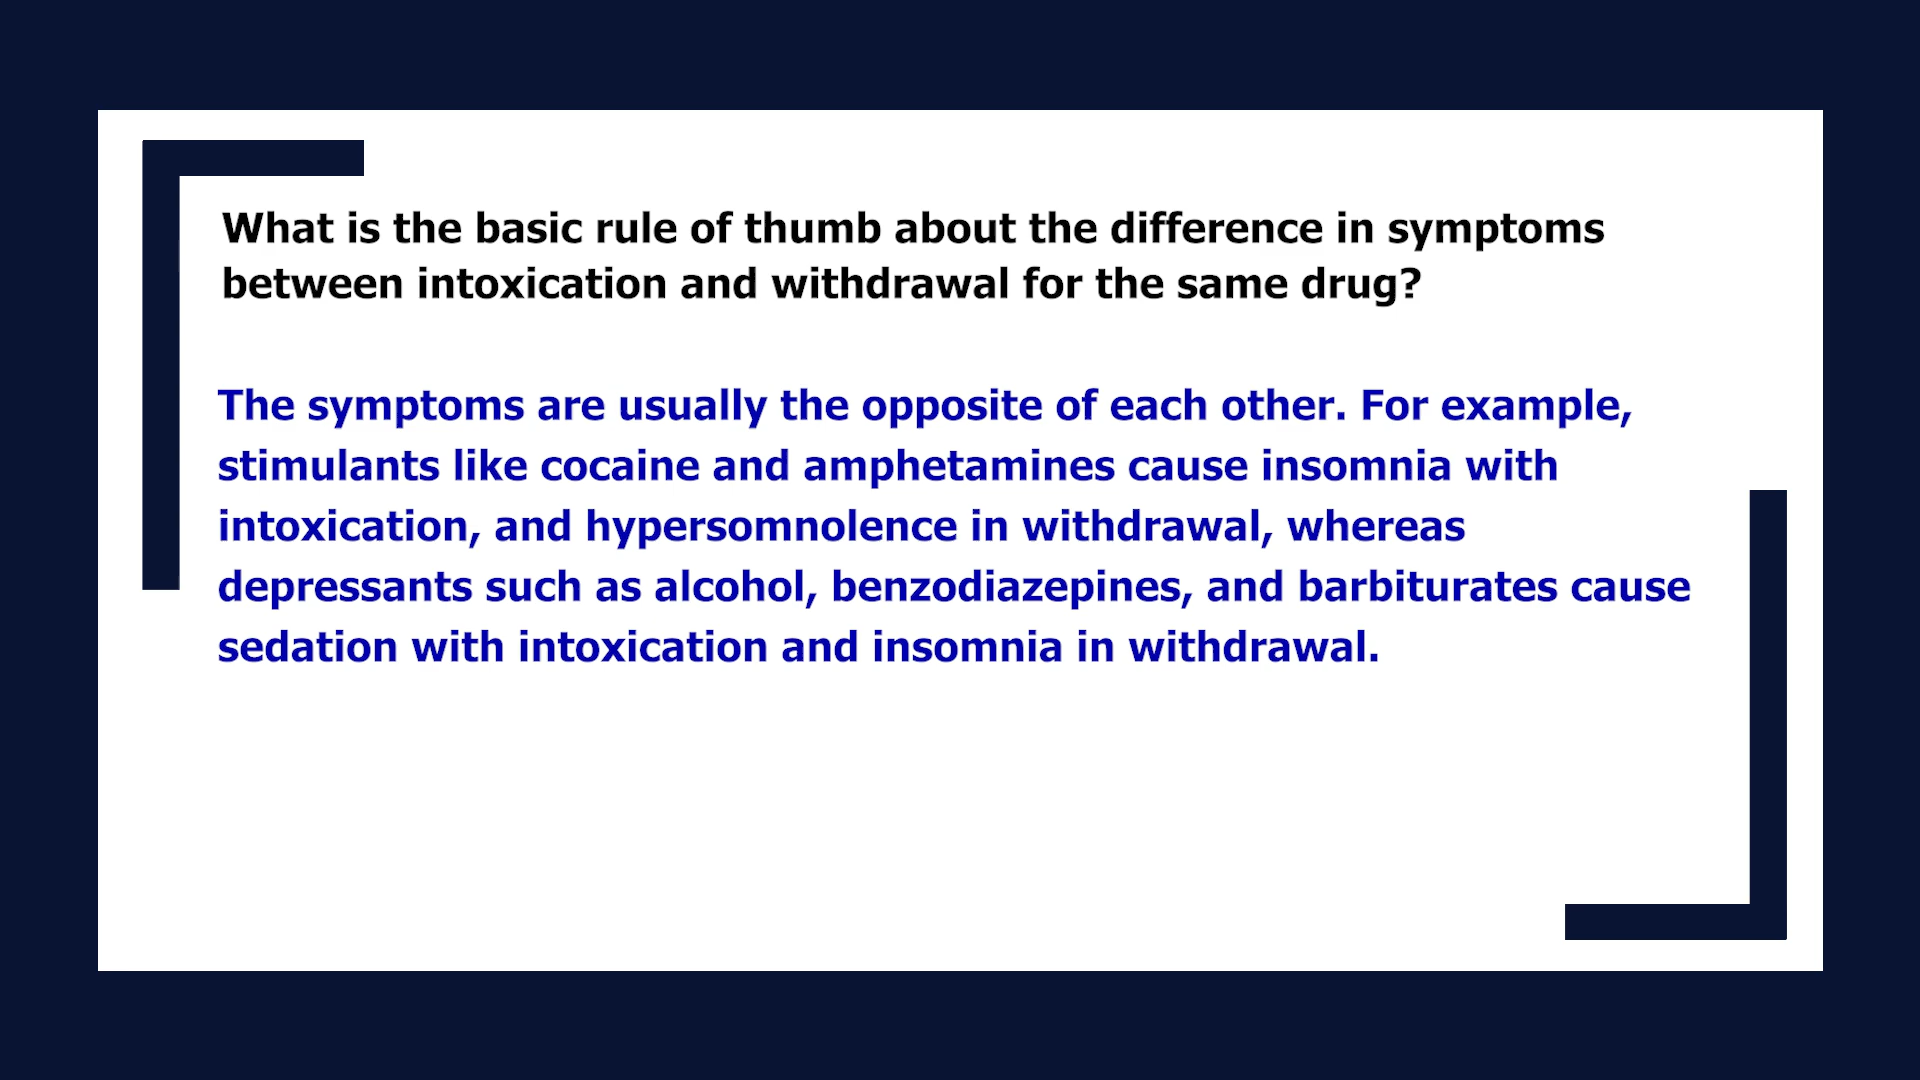 What is the basic rule of thumb about the difference in symptoms
between intoxication and withdrawal for the same drug?
The symptoms are usually the opposite of each other. For example,
stimulants like cocaine and amphetamines cause insomnia with
intoxication, and hypersomnolence in withdrawal, whereas
depressants such as alcohol, benzodiazepines, and barbiturates cause
sedation with intoxication and insomnia in withdrawal.